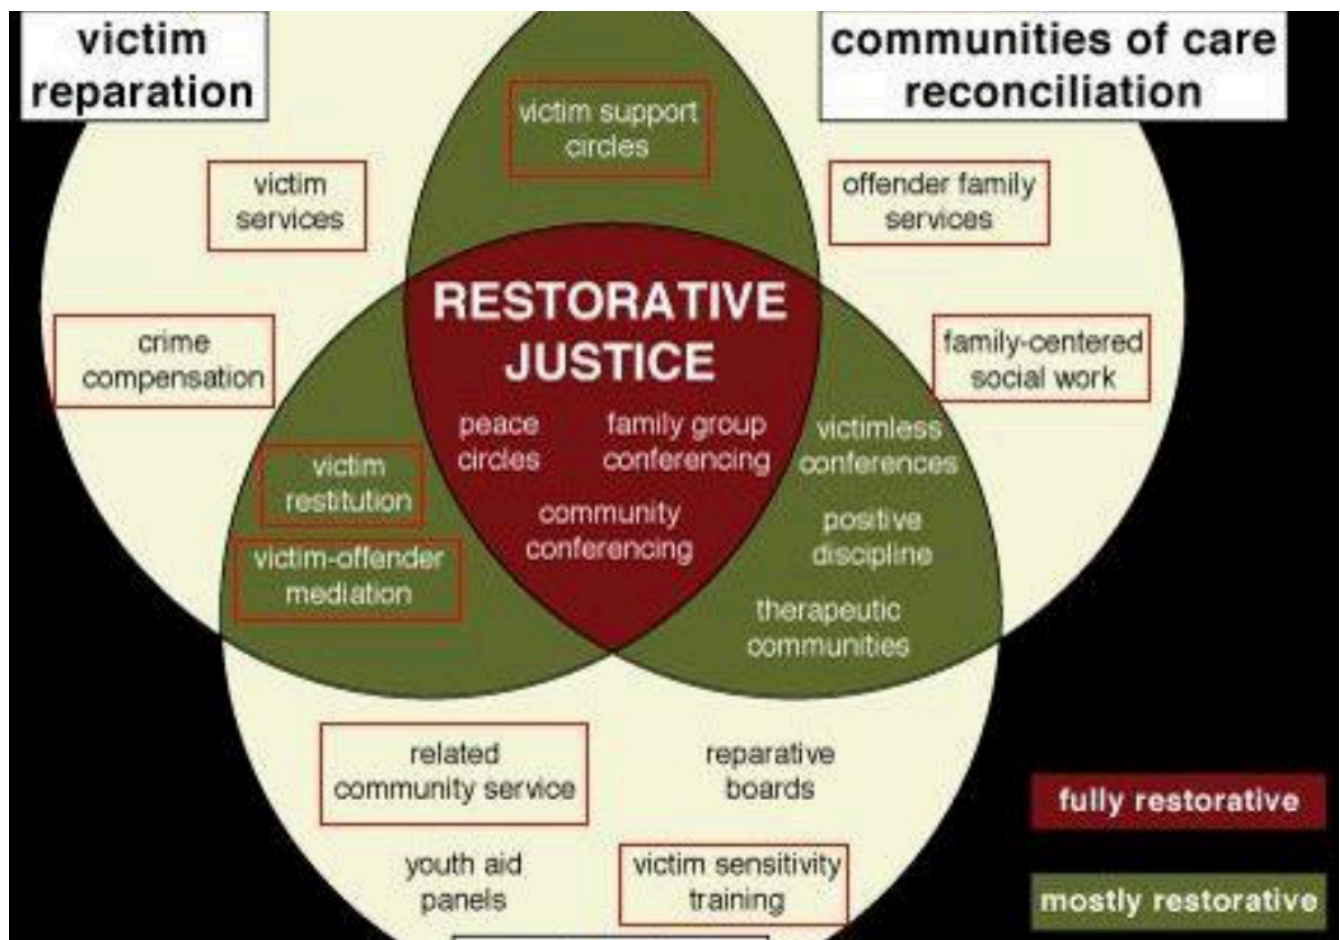 victim
reparation
communities of care
reconciliation
victim support
circles
victim
services
offender family
services
RESTORATIVE
JUSTICE
crime
compensation
family-centered
social work
peace
circles
family group
conferencing
victimless
conferences
victim
restitution
community
conferencing
positive
discipline
victim-offender
mediation
therapeutic
communities
related
community service
reparative
boards
fully restorative
youth aid
panels
victim sensitivity
training
mostly restorative